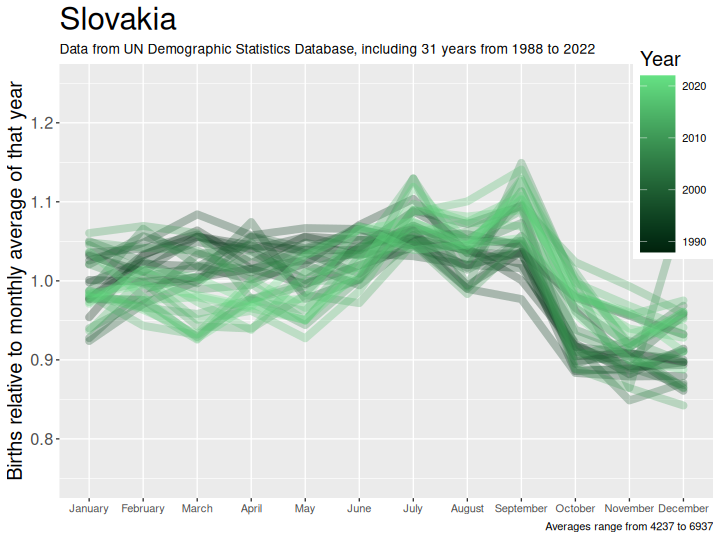 Slovakia
Data from UN Demographic Statistics Database, including 31 years from 1988 to 2022
Year
2020
2010
2000
1990
Births relative to monthly average of that year
1.2
1.1
1.0
0.9
0.8
January February March April May June July August September October November December
Averages range from 4237 to 6937